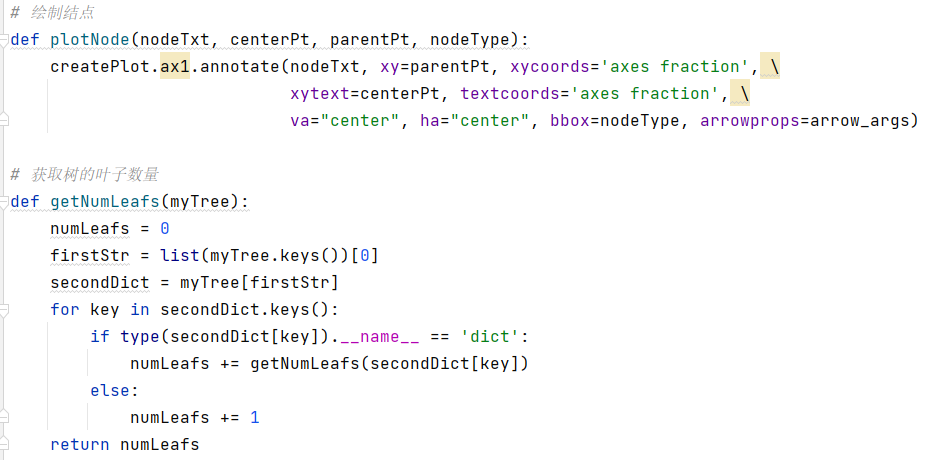 # 绘制结点
def plotNode(nodeTxt, centerPt, parentPt, nodeType):
    createPlot.ax1.annotate(nodeTxt, xy=parentPt, xycoords='axes fraction', \
                            xytext=centerPt, textcoords='axes fraction', \
                            va="center", ha="center", bbox=nodeType, arrowprops=arrow_args)
# 获取树的叶子数量
def getNumLeafs(myTree):
    numLeafs = 0
    firstStr = list(myTree.keys())[0]
    secondDict = myTree[firstStr]
    for key in secondDict.keys():
        if type(secondDict[key]).__name__ == 'dict':
            numLeafs += getNumLeafs(secondDict[key])
        else:
            numLeafs += 1
    return numLeafs